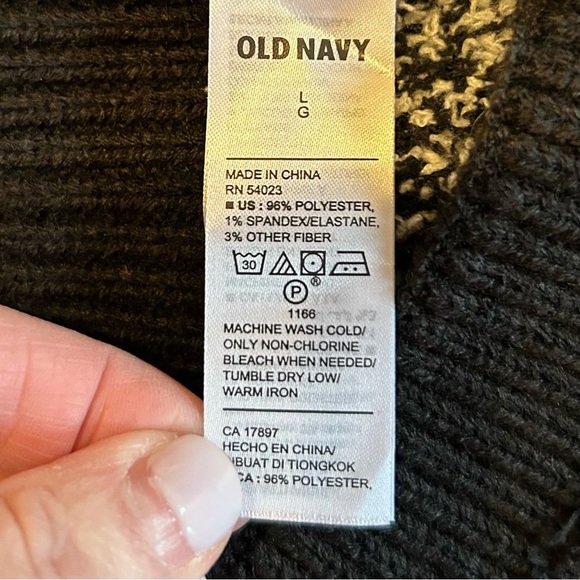 OLD NAVY
L
G
MADE IN CHINA
RN 54023
■ US : 96% POLYESTER,
1% SPANDEX/ELASTANE,
3% OTHER FIBER
30
P ®
1166
MACHINE WASH COLD/
ONLY NON-CHLORINE
BLEACH WHEN NEEDED/
TUMBLE DRY LOW/
WARM IRON
CA 17897
HECHO EN CHINA/
DI TIONGKOK
: 96% POLYESTER,